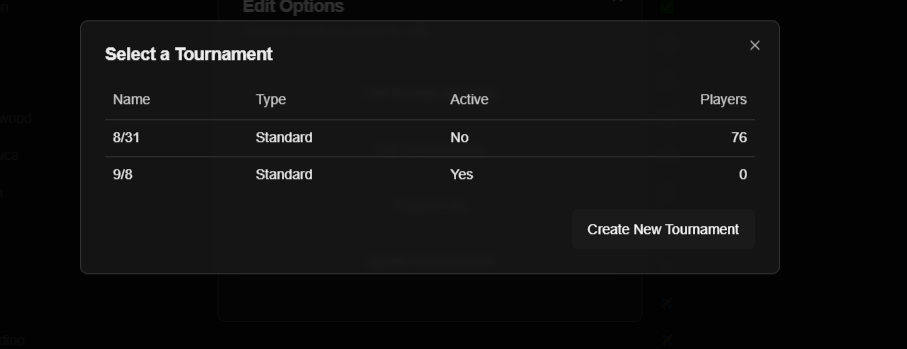 Edit Options
Select a Tournament
Name Type Active Players
8/31 Standard No 76
9/8 Standard Yes 0
Create New Tournament